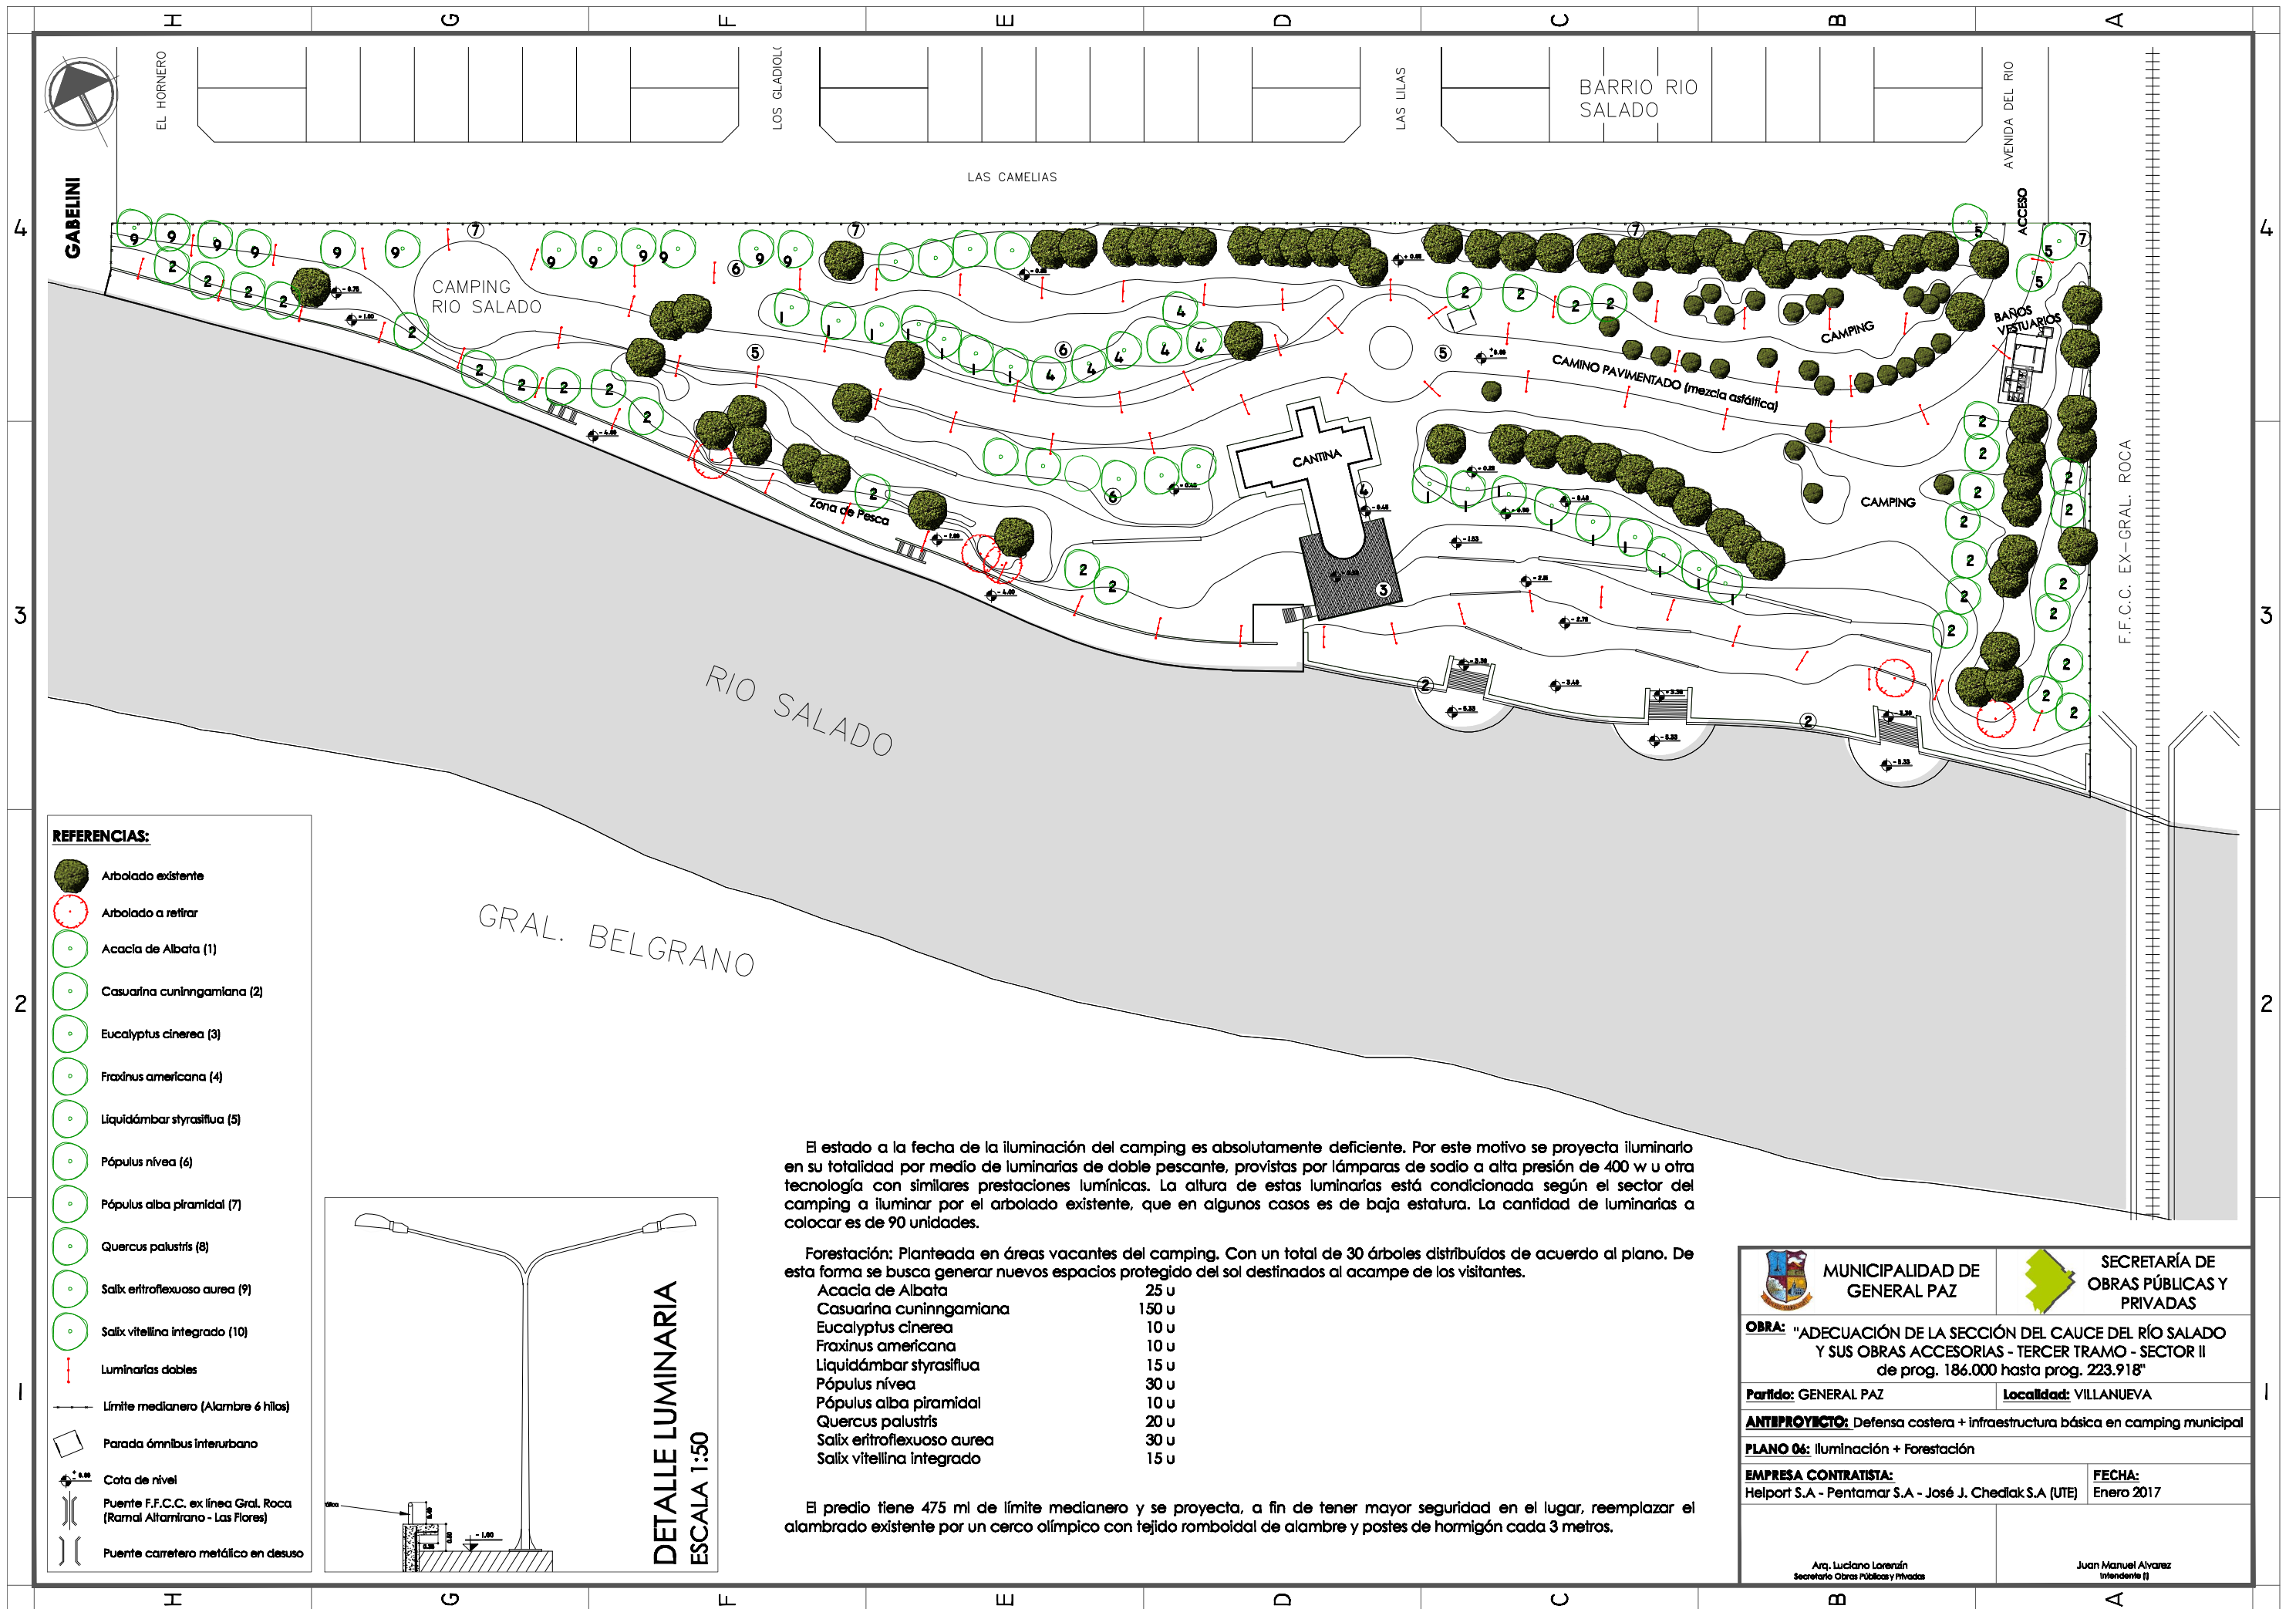 H G F E D C B A
EL HORNERO
LOS GLADIOLO
LAS LILAS
BARRIO RIO
SALADO
AVENIDA DEL RIO
LAS CAMELIAS
GABELINI
ACCESO
4
4
CAMPING
RIO SALADO
BAÑOS
VESTUARIOS
CAMPING
CAMINO PAVIMENTADO (mezcla asfáltica)
CANTINA
CAMPING
Zona de Pesca
F.F.C.C. EX-GRAL. ROCA
3
3
RIO SALADO
GRAL. BELGRANO
2
2
1
1
REFERENCIAS:
Arbolado existente
Arbolado a retirar
Acacia de Albata (1)
Casuarina cuninngamiana (2)
Eucalyptus cinerea (3)
Fraxinus americana (4)
Liquidámbar styrasiflua (5)
Pópulus nívea (6)
Pópulus alba piramidal (7)
Quercus palustris (8)
Salix eritroflexuoso aurea (9)
Salix vitellina integrado (10)
Luminarias dobles
Límite medianero (Alambre 6 hilos)
Parada ómnibus interurbano
Cota de nivel
Puente F.F.C.C. ex línea Gral. Roca
(Ramal Altamirano - Las Flores)
Puente carretero metálico en desuso
- 1.00
DETALLE LUMINARIA
ESCALA 1:50
El estado a la fecha de la iluminación del camping es absolutamente deficiente. Por este motivo se proyecta iluminarlo
en su totalidad por medio de luminarias de doble pescante, provistas por lámparas de sodio a alta presión de 400 w u otra
tecnología con similares prestaciones lumínicas. La altura de estas luminarias está condicionada según el sector del
camping a iluminar por el arbolado existente, que en algunos casos es de baja estatura. La cantidad de luminarias a
colocar es de 90 unidades.
Forestación: Planteada en áreas vacantes del camping. Con un total de 30 árboles distribuídos de acuerdo al plano. De
esta forma se busca generar nuevos espacios protegido del sol destinados al acampe de los visitantes.
Acacia de Albata 25 u
Casuarina cuninngamiana 150 u
Eucalyptus cinerea 10 u
Fraxinus americana 10 u
Liquidámbar styrasiflua 15 u
Pópulus nívea 30 u
Pópulus alba piramidal 10 u
Quercus palustris 20 u
Salix eritroflexuoso aurea 30 u
Salix vitellina integrado 15 u
El predio tiene 475 ml de límite medianero y se proyecta, a fin de tener mayor seguridad en el lugar, reemplazar el
alambrado existente por un cerco olímpico con tejido romboidal de alambre y postes de hormigón cada 3 metros.
MUNICIPALIDAD DE
GENERAL PAZ
SECRETARÍA DE
OBRAS PÚBLICAS Y
PRIVADAS
OBRA: "ADECUACIÓN DE LA SECCIÓN DEL CAUCE DEL RÍO SALADO
Y SUS OBRAS ACCESORIAS - TERCER TRAMO - SECTOR II
de prog. 186.000 hasta prog. 223.918"
Partido: GENERAL PAZ
Localidad: VILLANUEVA
ANTEPROYECTO: Defensa costera + infraestructura básica en camping municipal
PLANO 06: Iluminación + Forestación
EMPRESA CONTRATISTA:
Helport S.A - Pentamar S.A - José J. Chediak S.A (UTE)
FECHA:
Enero 2017
Arq. Luciano Lorenzín
Secretario Obras Públicas y Privadas
Juan Manuel Alvarez
Intendente (I)
H G F E D C B A